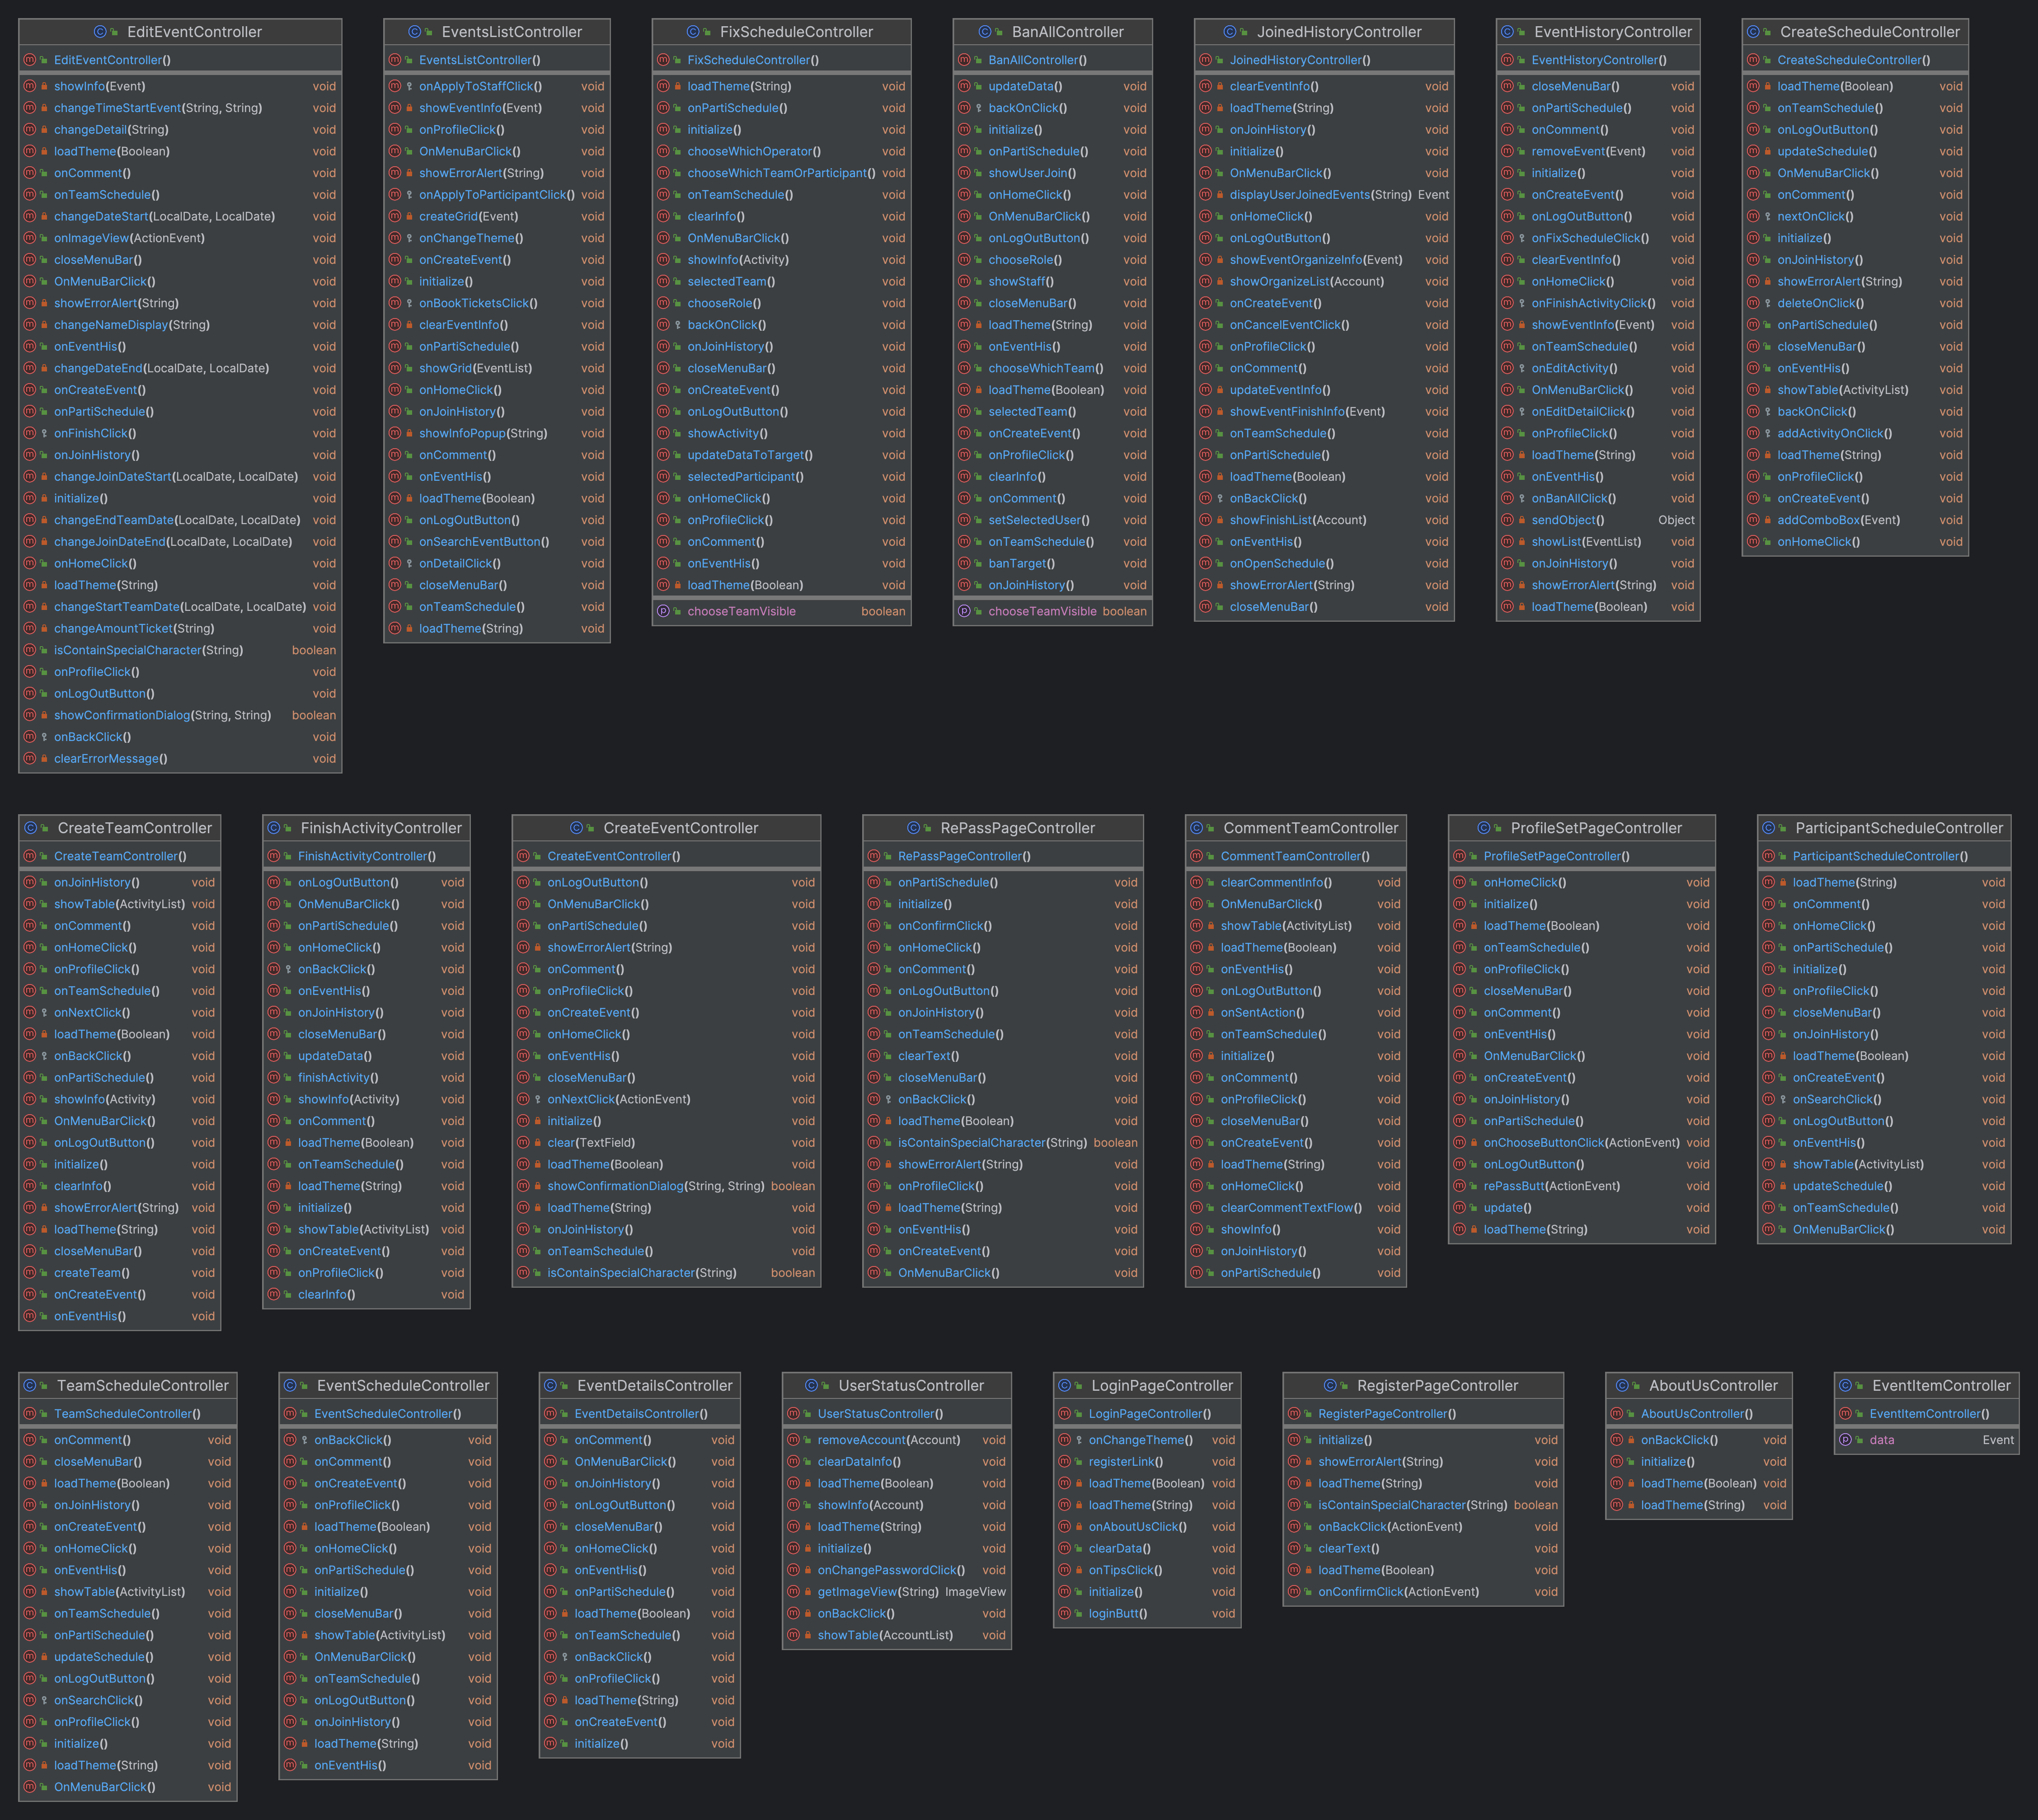 EditEventController
EditEventController()
showInfo(Event) void
changeTimeStartEvent(String, String) void
changeDetail(String) void
loadTheme(Boolean) void
onComment() void
onTeamSchedule() void
changeDateStart(LocalDate, LocalDate) void
onImageView(ActionEvent) void
closeMenuBar() void
OnMenuBarClick() void
showErrorAlert(String) void
changeNameDisplay(String) void
onEventHis() void
changeDateEnd(LocalDate, LocalDate) void
onCreateEvent() void
onPartiSchedule() void
onFinishClick() void
onJoinHistory() void
changeJoinDateStart(LocalDate, LocalDate) void
initialize() void
changeEndTeamDate(LocalDate, LocalDate) void
changeJoinDateEnd(LocalDate, LocalDate) void
onHomeClick() void
loadTheme(String) void
changeStartTeamDate(LocalDate, LocalDate) void
changeAmountTicket(String) void
isContainSpecialCharacter(String) boolean
onProfileClick() void
onLogOutButton() void
showConfirmationDialog(String, String) boolean
onBackClick() void
clearErrorMessage() void
EventsListController
EventsListController()
onApplyToStaffClick() void
showEventInfo(Event) void
onProfileClick() void
OnMenuBarClick() void
showErrorAlert(String) void
onApplyToParticipantClick() void
createGrid(Event) void
onChangeTheme() void
onCreateEvent() void
initialize() void
onBookTicketsClick() void
clearEventInfo() void
onPartiSchedule() void
showGrid(EventList) void
onHomeClick() void
onJoinHistory() void
showInfoPopup(String) void
onComment() void
onEventHis() void
loadTheme(Boolean) void
onLogOutButton() void
onSearchEventButton() void
onDetailClick() void
closeMenuBar() void
onTeamSchedule() void
loadTheme(String) void
FixScheduleController
FixScheduleController()
loadTheme(String) void
onPartiSchedule() void
initialize() void
chooseWhichOperator() void
chooseWhichTeamOrParticipant() void
onTeamSchedule() void
clearInfo() void
OnMenuBarClick() void
showInfo(Activity) void
selectedTeam() void
chooseRole() void
backOnClick() void
onJoinHistory() void
closeMenuBar() void
onCreateEvent() void
onLogOutButton() void
showActivity() void
updateDataToTarget() void
selectedParticipant() void
onHomeClick() void
onProfileClick() void
onComment() void
onEventHis() void
loadTheme(Boolean) void
chooseTeamVisible boolean
BanAllController
BanAllController()
updateData() void
backOnClick() void
initialize() void
onPartiSchedule() void
showUserJoin() void
onHomeClick() void
OnMenuBarClick() void
onLogOutButton() void
chooseRole() void
showStaff() void
closeMenuBar() void
loadTheme(String) void
onEventHis() void
chooseWhichTeam() void
loadTheme(Boolean) void
selectedTeam() void
onCreateEvent() void
onProfileClick() void
clearInfo() void
onComment() void
setSelectedUser() void
onTeamSchedule() void
banTarget() void
onJoinHistory() void
chooseTeamVisible boolean
JoinedHistoryController
JoinedHistoryController()
clearEventInfo() void
loadTheme(String) void
onJoinHistory() void
initialize() void
OnMenuBarClick() void
displayUserJoinedEvents(String) Event
onHomeClick() void
onLogOutButton() void
showEventOrganizeInfo(Event) void
showOrganizeList(Account) void
onCreateEvent() void
onCancelEventClick() void
onProfileClick() void
onComment() void
updateEventInfo() void
showEventFinishInfo(Event) void
onTeamSchedule() void
onPartiSchedule() void
loadTheme(Boolean) void
onBackClick() void
showFinishList(Account) void
onEventHis() void
onOpenSchedule() void
showErrorAlert(String) void
closeMenuBar() void
EventHistoryController
EventHistoryController()
closeMenuBar() void
onPartiSchedule() void
onComment() void
removeEvent(Event) void
initialize() void
onCreateEvent() void
onLogOutButton() void
onFixScheduleClick() void
clearEventInfo() void
onHomeClick() void
onFinishActivityClick() void
showEventInfo(Event) void
onTeamSchedule() void
onEditActivity() void
OnMenuBarClick() void
onEditDetailClick() void
onProfileClick() void
loadTheme(String) void
onEventHis() void
onBanAllClick() void
sendObject() Object
showList(EventList) void
onJoinHistory() void
showErrorAlert(String) void
loadTheme(Boolean) void
CreateScheduleController
CreateScheduleController()
loadTheme(Boolean) void
onTeamSchedule() void
onLogOutButton() void
updateSchedule() void
OnMenuBarClick() void
onComment() void
nextOnClick() void
initialize() void
onJoinHistory() void
showErrorAlert(String) void
deleteOnClick() void
onPartiSchedule() void
closeMenuBar() void
onEventHis() void
showTable(ActivityList) void
backOnClick() void
addActivityOnClick() void
loadTheme(String) void
onProfileClick() void
onCreateEvent() void
addComboBox(Event) void
onHomeClick() void
CreateTeamController
CreateTeamController()
onJoinHistory() void
showTable(ActivityList) void
onComment() void
onHomeClick() void
onProfileClick() void
onTeamSchedule() void
onNextClick() void
loadTheme(Boolean) void
onBackClick() void
onPartiSchedule() void
showInfo(Activity) void
OnMenuBarClick() void
onLogOutButton() void
initialize() void
clearInfo() void
showErrorAlert(String) void
loadTheme(String) void
closeMenuBar() void
createTeam() void
onCreateEvent() void
onEventHis() void
FinishActivityController
FinishActivityController()
onLogOutButton() void
OnMenuBarClick() void
onPartiSchedule() void
onHomeClick() void
onBackClick() void
onEventHis() void
onJoinHistory() void
closeMenuBar() void
updateData() void
finishActivity() void
showInfo(Activity) void
onComment() void
loadTheme(Boolean) void
onTeamSchedule() void
loadTheme(String) void
initialize() void
showTable(ActivityList) void
onCreateEvent() void
onProfileClick() void
clearInfo() void
CreateEventController
CreateEventController()
onLogOutButton() void
OnMenuBarClick() void
onPartiSchedule() void
showErrorAlert(String) void
onComment() void
onProfileClick() void
onCreateEvent() void
onHomeClick() void
onEventHis() void
closeMenuBar() void
onNextClick(ActionEvent) void
initialize() void
clear(TextField) void
loadTheme(Boolean) void
showConfirmationDialog(String, String) boolean
loadTheme(String) void
onJoinHistory() void
onTeamSchedule() void
isContainSpecialCharacter(String) boolean
RePassPageController
RePassPageController()
onPartiSchedule() void
initialize() void
onConfirmClick() void
onHomeClick() void
onComment() void
onLogOutButton() void
onJoinHistory() void
onTeamSchedule() void
clearText() void
closeMenuBar() void
onBackClick() void
loadTheme(Boolean) void
isContainSpecialCharacter(String) boolean
showErrorAlert(String) void
onProfileClick() void
loadTheme(String) void
onEventHis() void
onCreateEvent() void
OnMenuBarClick() void
CommentTeamController
CommentTeamController()
clearCommentInfo() void
OnMenuBarClick() void
showTable(ActivityList) void
loadTheme(Boolean) void
onEventHis() void
onLogOutButton() void
onSentAction() void
onTeamSchedule() void
initialize() void
onComment() void
onProfileClick() void
closeMenuBar() void
onCreateEvent() void
loadTheme(String) void
onHomeClick() void
clearCommentTextFlow() void
showInfo() void
onJoinHistory() void
onPartiSchedule() void
ProfileSetPageController
ProfileSetPageController()
onHomeClick() void
initialize() void
loadTheme(Boolean) void
onTeamSchedule() void
onProfileClick() void
closeMenuBar() void
onComment() void
onEventHis() void
OnMenuBarClick() void
onCreateEvent() void
onJoinHistory() void
onPartiSchedule() void
onChooseButtonClick(ActionEvent) void
onLogOutButton() void
rePassButt(ActionEvent) void
update() void
loadTheme(String) void
ParticipantScheduleController
ParticipantScheduleController()
loadTheme(String) void
onComment() void
onHomeClick() void
onPartiSchedule() void
initialize() void
onProfileClick() void
closeMenuBar() void
onJoinHistory() void
loadTheme(Boolean) void
onCreateEvent() void
onSearchClick() void
onLogOutButton() void
onEventHis() void
showTable(ActivityList) void
updateSchedule() void
onTeamSchedule() void
OnMenuBarClick() void
TeamScheduleController
TeamScheduleController()
onComment() void
closeMenuBar() void
loadTheme(Boolean) void
onJoinHistory() void
onCreateEvent() void
onHomeClick() void
onEventHis() void
showTable(ActivityList) void
onTeamSchedule() void
onPartiSchedule() void
updateSchedule() void
onLogOutButton() void
onSearchClick() void
onProfileClick() void
initialize() void
loadTheme(String) void
OnMenuBarClick() void
EventScheduleController
EventScheduleController()
onBackClick() void
onComment() void
onCreateEvent() void
onProfileClick() void
loadTheme(Boolean) void
onHomeClick() void
onPartiSchedule() void
initialize() void
closeMenuBar() void
showTable(ActivityList) void
OnMenuBarClick() void
onTeamSchedule() void
onLogOutButton() void
onJoinHistory() void
loadTheme(String) void
onEventHis() void
EventDetailsController
EventDetailsController()
onComment() void
OnMenuBarClick() void
onJoinHistory() void
onLogOutButton() void
closeMenuBar() void
onHomeClick() void
onEventHis() void
onPartiSchedule() void
loadTheme(Boolean) void
onTeamSchedule() void
onBackClick() void
onProfileClick() void
loadTheme(String) void
onCreateEvent() void
initialize() void
UserStatusController
UserStatusController()
removeAccount(Account) void
clearDataInfo() void
loadTheme(Boolean) void
showInfo(Account) void
loadTheme(String) void
initialize() void
onChangePasswordClick() void
getImageView(String) ImageView
onBackClick() void
showTable(AccountList) void
LoginPageController
LoginPageController()
onChangeTheme() void
registerLink() void
loadTheme(Boolean) void
loadTheme(String) void
onAboutUsClick() void
clearData() void
onTipsClick() void
initialize() void
loginButt() void
RegisterPageController
RegisterPageController()
initialize() void
showErrorAlert(String) void
loadTheme(String) void
isContainSpecialCharacter(String) boolean
onBackClick(ActionEvent) void
clearText() void
loadTheme(Boolean) void
onConfirmClick(ActionEvent) void
AboutUsController
AboutUsController()
onBackClick() void
initialize() void
loadTheme(Boolean) void
loadTheme(String) void
EventItemController
EventItemController()
data Event